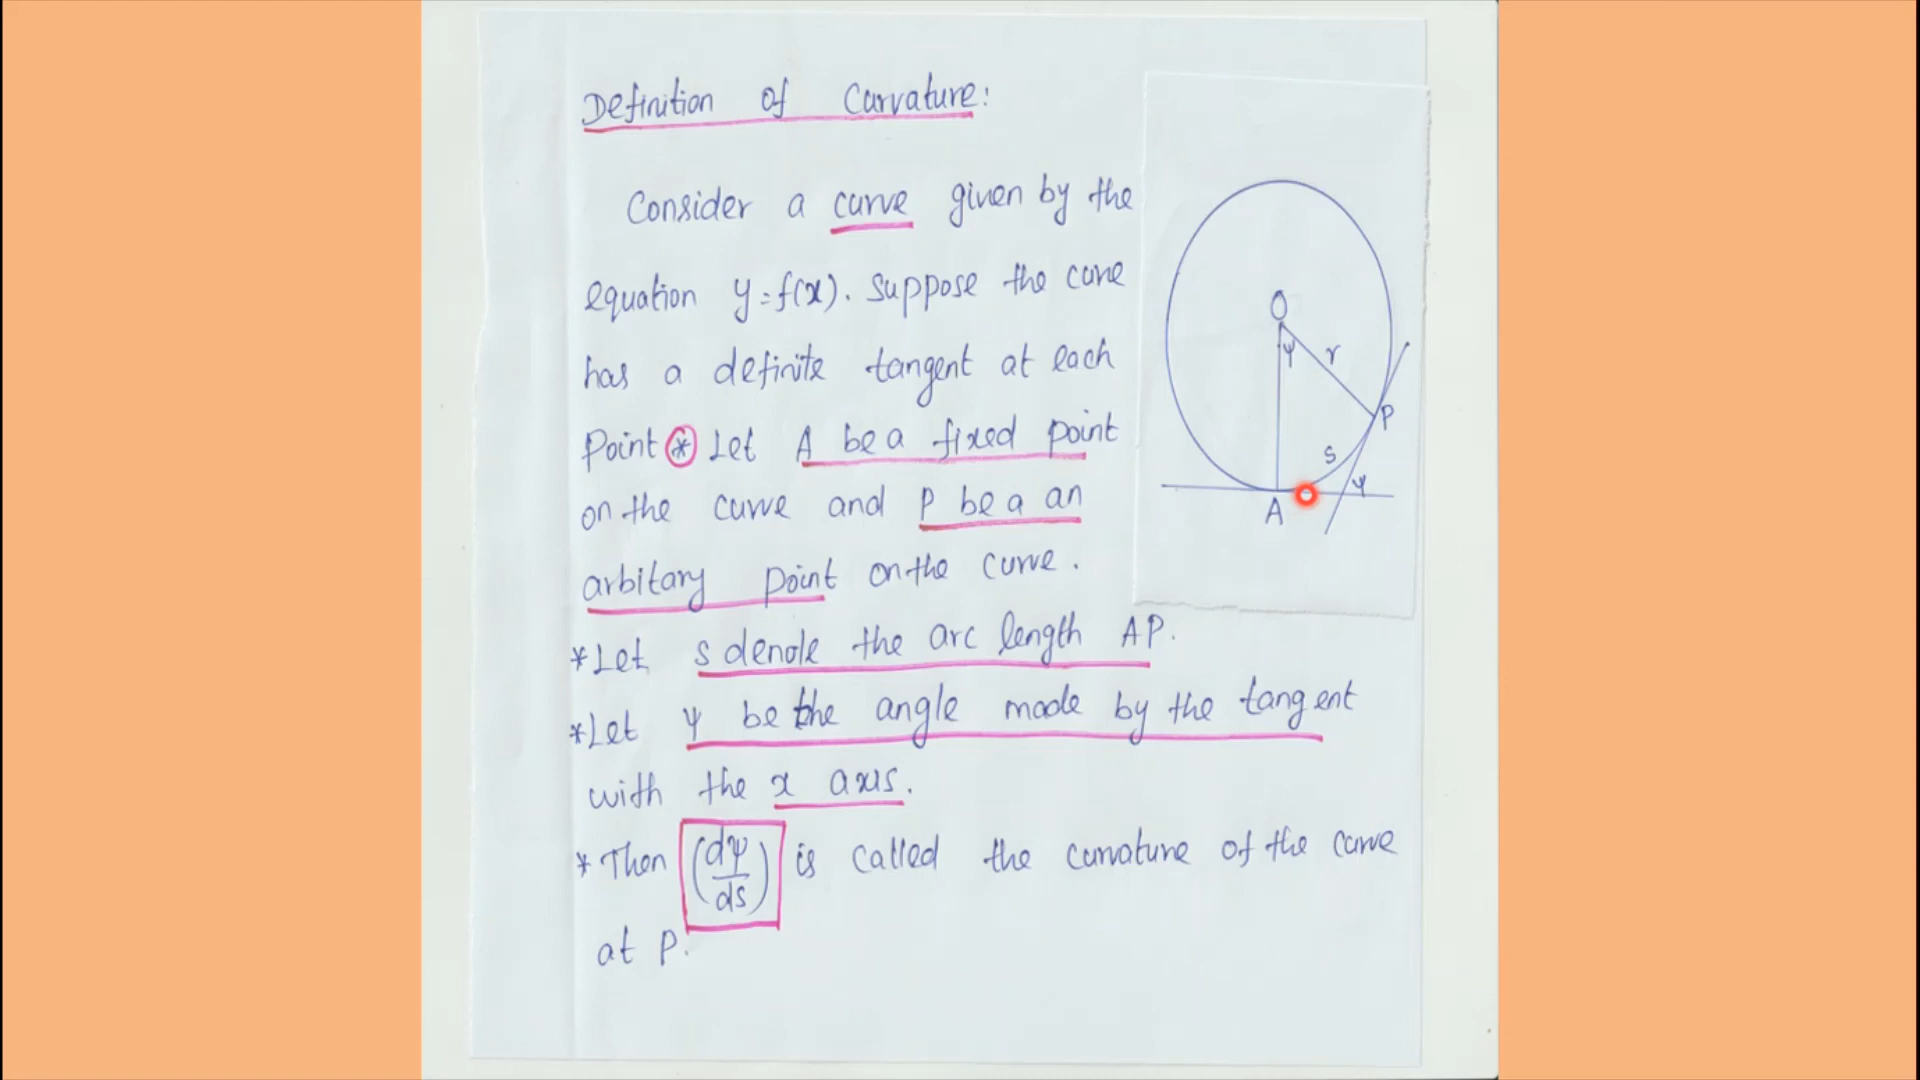 Definition of Curvature:
Consider a curve given by the
equation y=f(x). Suppose the curve
has a definite tangent at each
Point * Let A be a fixed point
on the curve and P be a an
arbitary point on the curve.
*Let s denote the arc length AP.
*Let ψ be the angle made by the tangent
with the x axis.
*Then (dψ/ds) is called the curvature of the curve
at P.
O
ψ r
P
s
ψ
A